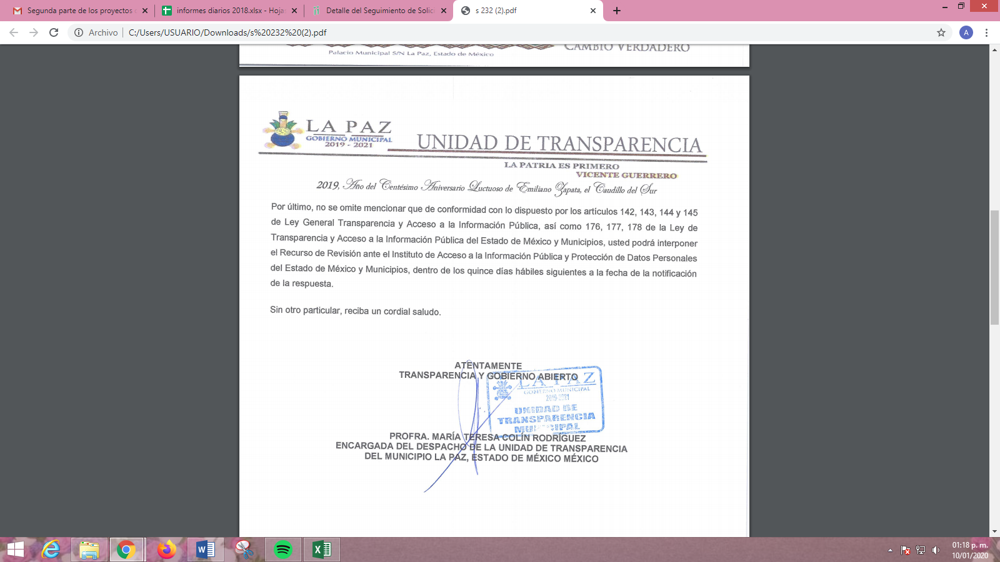 Segunda parte de los proyectos
informes diarios 2018.xlsx - Hoja
Detalle del Seguimiento de Solici
s 232 (2).pdf
Archivo
C:/Users/USUARIO/Downloads/s%20232%20(2).pdf
A
CAMBIO VERDADERO
Palacio Municipal S/N La Paz, Estado de México
LA PAZ
GOBIERNO MUNICIPAL
2019 - 2021
UNIDAD DE TRANSPARENCIA
LA PATRIA ES PRIMERO
VICENTE GUERRERO
2019, Año del Centésimo Aniversario Luctuoso de Emiliano Zapata, el Caudillo del Sur
Por último, no se omite mencionar que de conformidad con lo dispuesto por los artículos 142, 143, 144 y 145
de Ley General Transparencia y Acceso a la Información Pública, así como 176, 177, 178 de la Ley de
Transparencia y Acceso a la Información Pública del Estado de México y Municipios, usted podrá interponer
el Recurso de Revisión ante el Instituto de Acceso a la Información Pública y Protección de Datos Personales
del Estado de México y Municipios, dentro de los quince días hábiles siguientes a la fecha de la notificación
de la respuesta.
Sin otro particular, reciba un cordial saludo.
ATENTAMENTE
TRANSPARENCIA Y GOBIERNO ABIERTO
LA PAZ
GOBIERNO MUNICIPAL
2019-2021
UNIDAD DE
TRANSPARENCIA
MUNICIPAL
PROFRA. MARÍA TERESA COLÍN RODRÍGUEZ
ENCARGADA DEL DESPACHO DE LA UNIDAD DE TRANSPARENCIA
DEL MUNICIPIO LA PAZ, ESTADO DE MÉXICO MÉXICO
01:18 p. m.
10/01/2020